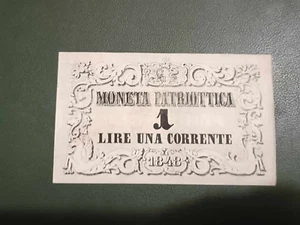 MONETA PATRIOTTICA
1
LIRE UNA CORRENTE
1848